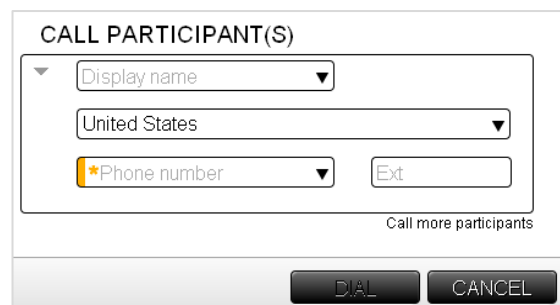 CALL PARTICIPANT(S)
Display name
United States
*Phone number Ext
Call more participants
DIAL CANCEL